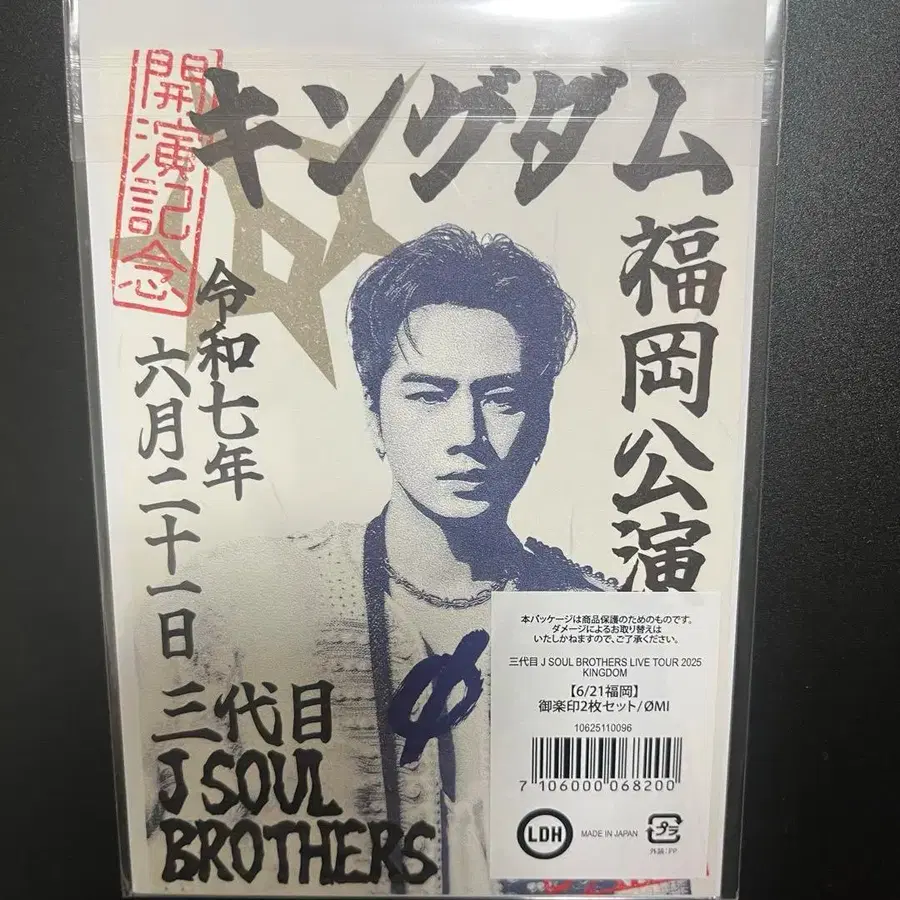 開演記念
キングダム
福岡公演
令和七年
六月二十一日
三代目
J SOUL
BROTHERS
Φ
本パッケージは商品保護のためのものです。
ダメージによるお取り替えは
いたしかねますので、ご了承ください。
三代目 J SOUL BROTHERS LIVE TOUR 2025
KINGDOM
【6/21福岡】
御楽印2枚セット/ØMI
10625110096
7 106000 068200
LDH
MADE IN JAPAN
プラ
外装:PP